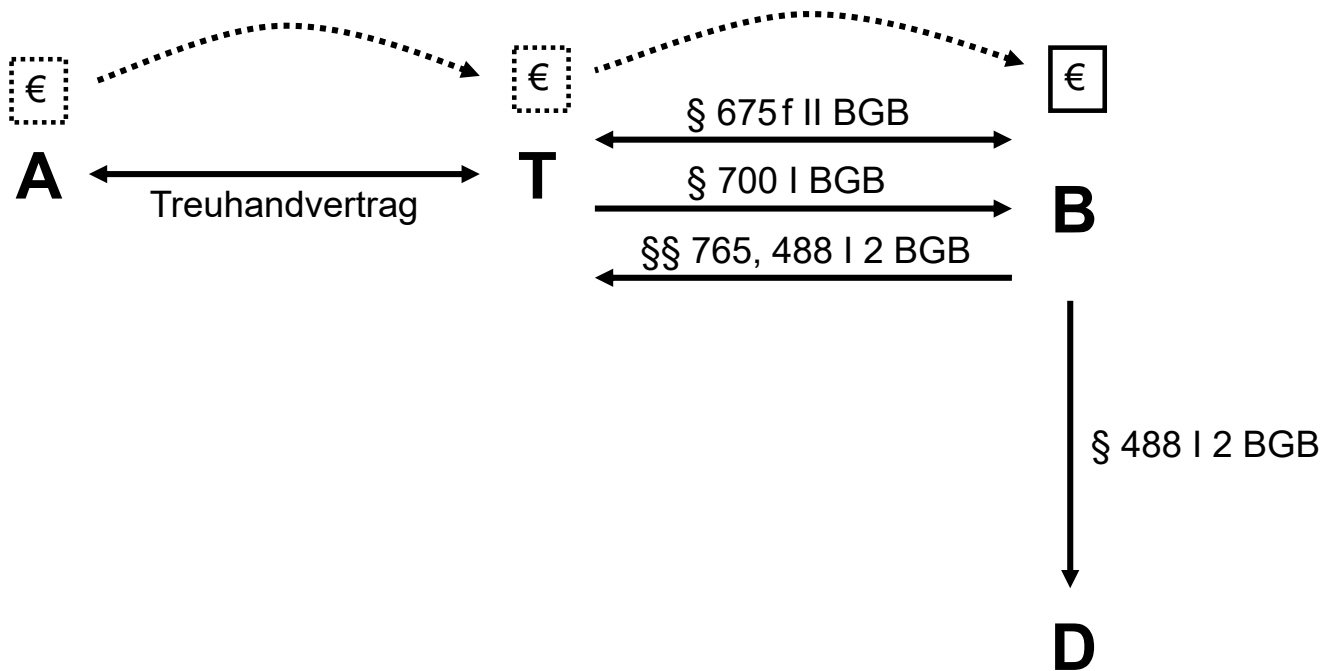 €
€
€
A
T
B
§ 675f II BGB
Treuhandvertrag
§ 700 I BGB
§§ 765, 488 I 2 BGB
§ 488 I 2 BGB
D